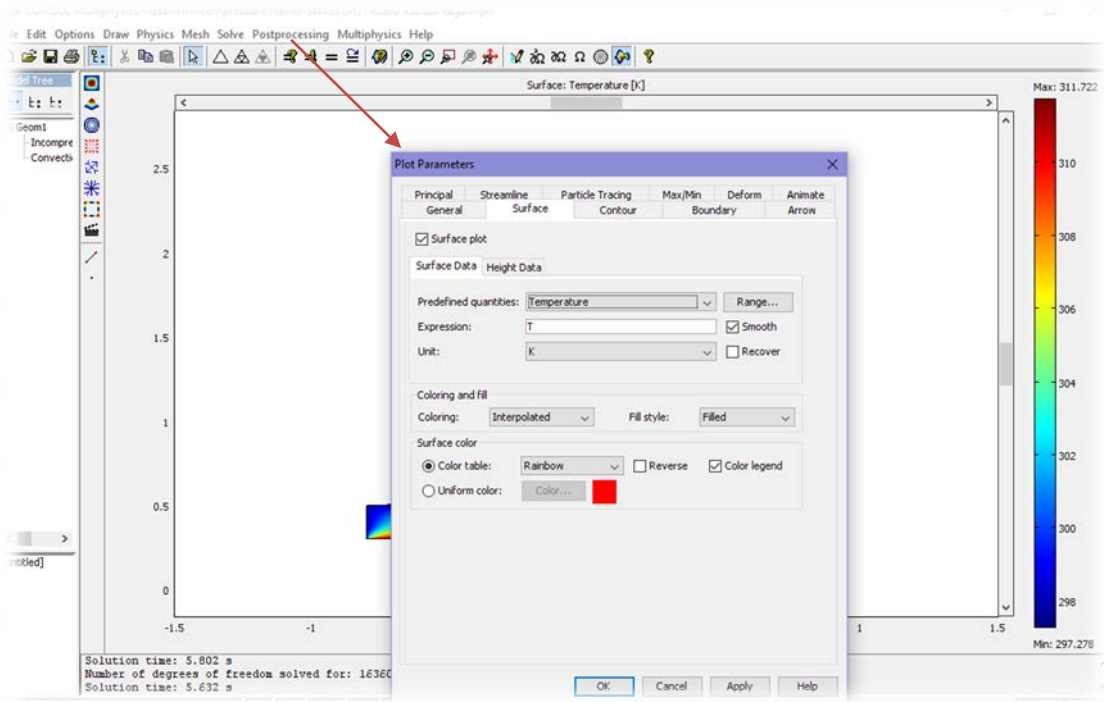 COMSOL Multiphysics - Geom1/Incompressible Navier-Stokes (ns)
Edit Options Draw Physics Mesh Solve Postprocessing Multiphysics Help
Surface: Temperature [K]
Max: 311.722
Geom1
Incompre
Convecti
ntitled]
2.5
2
1.5
1
0.5
0
-1.5
-1
1
1.5
Plot Parameters
Principal Streamline Particle Tracing Max/Min Deform Animate
General Surface Contour Boundary Arrow
Surface plot
Surface Data Height Data
Predefined quantities: Temperature Range...
Expression: T Smooth
Unit: K Recover
Coloring and fill
Coloring: Interpolated Fill style: Filled
Surface color
Color table: Rainbow Reverse Color legend
Uniform color: Color...
OK Cancel Apply Help
310
308
306
304
302
300
298
Min: 297.278
Solution time: 5.802 s
Number of degrees of freedom solved for: 16360
Solution time: 5.632 s